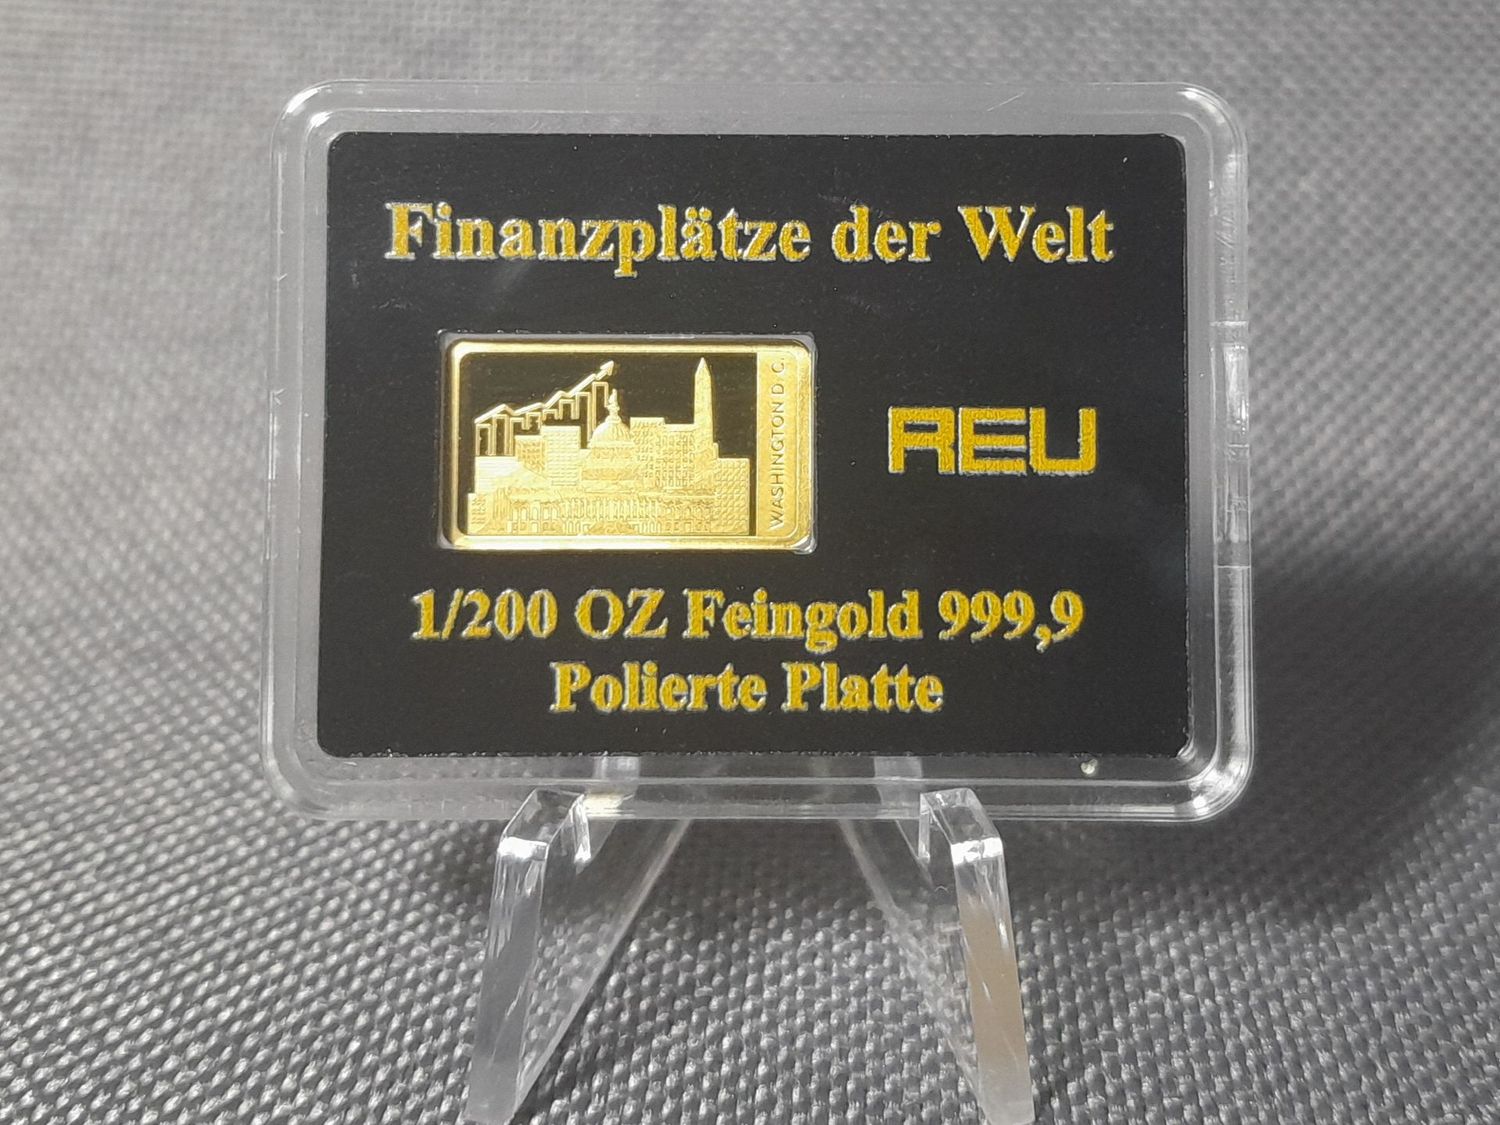 Finanzplätze der Welt
WASHINGTON D.C.
REU
1/200 OZ Feingold 999,9
Polierte Platte